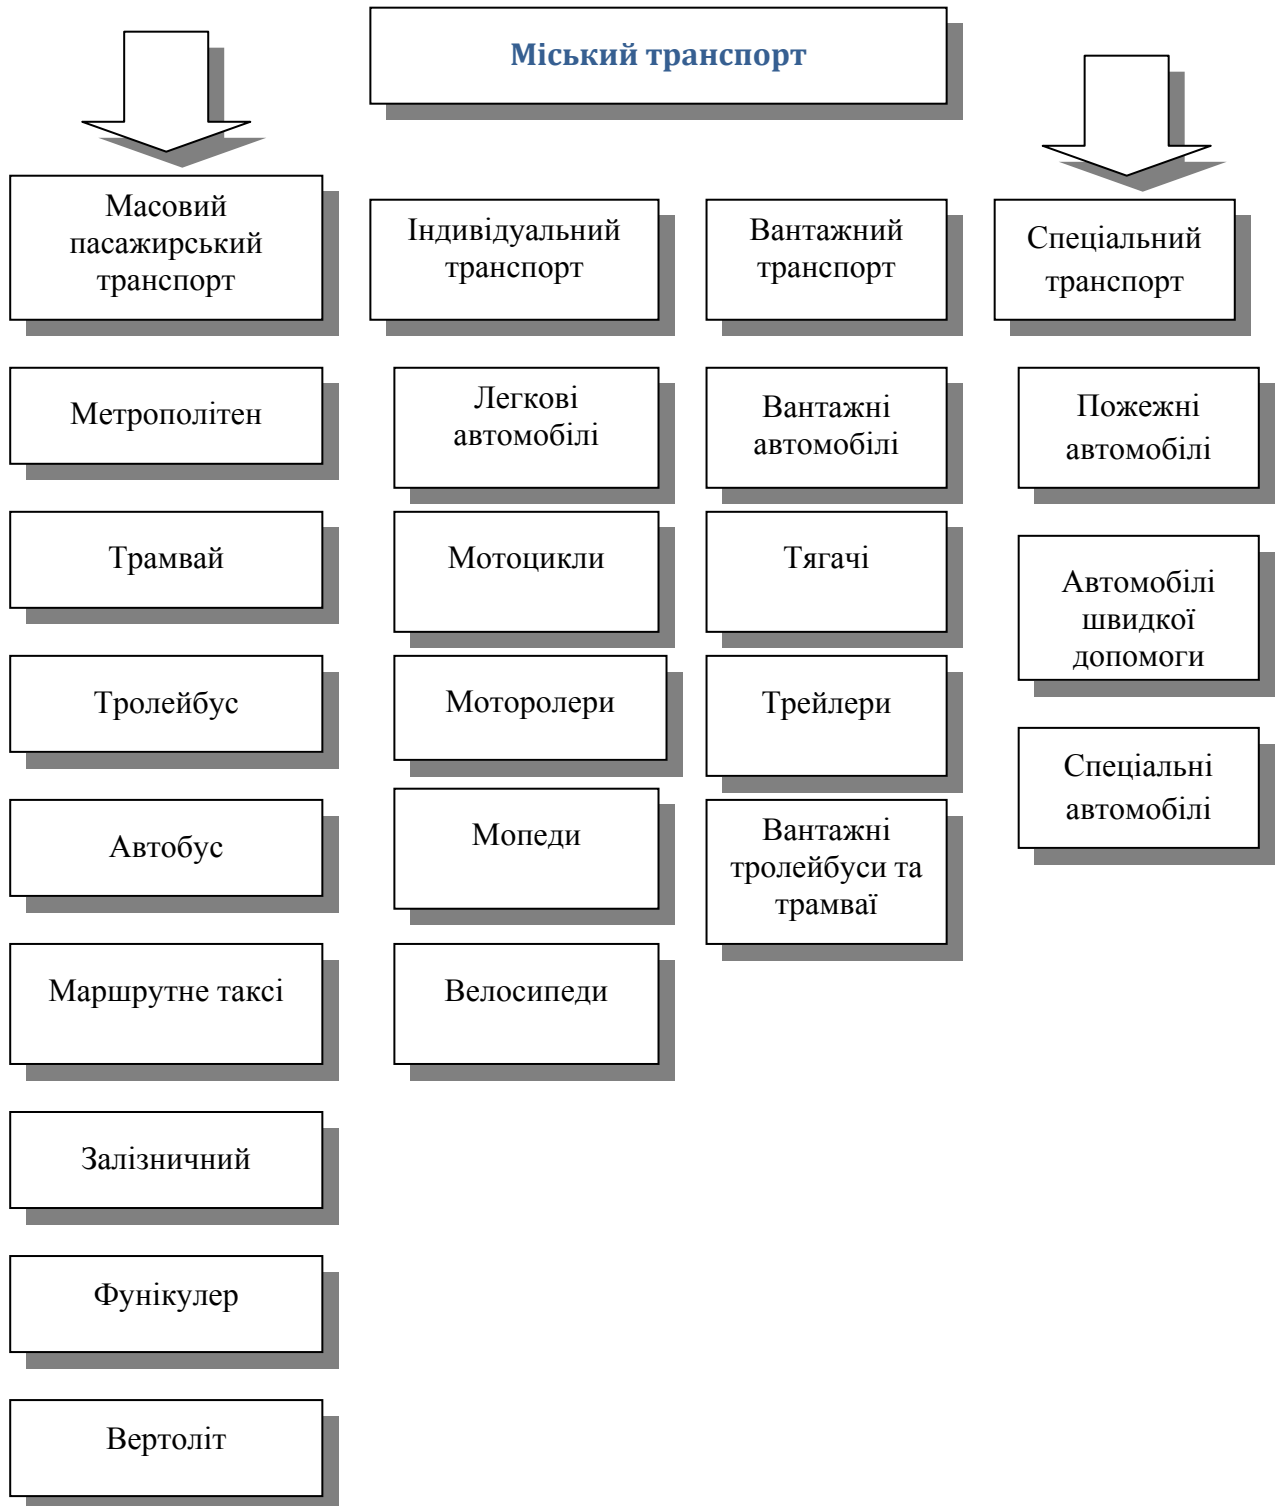 Міський транспорт
Масовий
пасажирський
транспорт
Індивідуальний
транспорт
Вантажний
транспорт
Спеціальний
транспорт
Метрополітен
Трамвай
Тролейбус
Автобус
Маршрутне таксі
Залізничний
Фунікулер
Вертоліт
Легкові
автомобілі
Мотоцикли
Моторолери
Мопеди
Велосипеди
Вантажні
автомобілі
Тягачі
Трейлери
Вантажні
тролейбуси та
трамваї
Пожежні
автомобілі
Автомобілі
швидкої
допомоги
Спеціальні
автомобілі